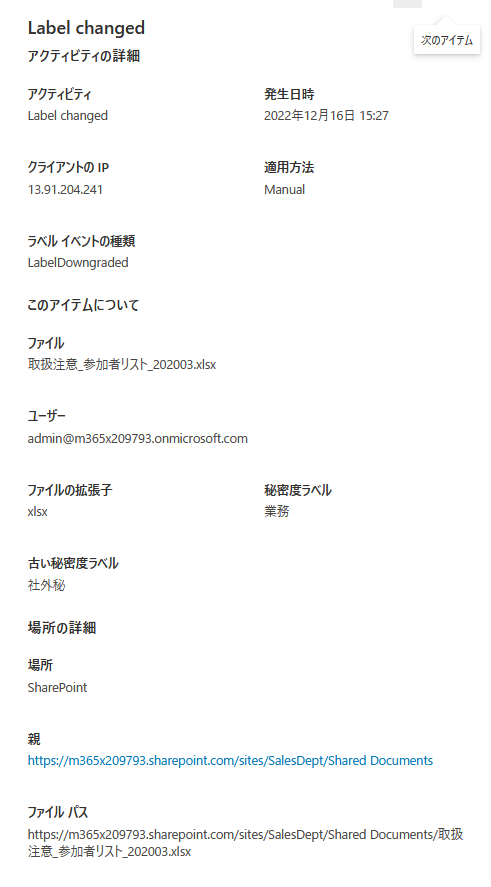 Label changed
次のアイテム
アクティビティの詳細
アクティビティ
発生日時
Label changed
2022年12月16日 15:27
クライアントの IP
適用方法
13.91.204.241
Manual
ラベル イベントの種類
LabelDowngraded
このアイテムについて
ファイル
取扱注意_参加者リスト_202003.xlsx
ユーザー
admin@m365x209793.onmicrosoft.com
ファイルの拡張子
秘密度ラベル
xlsx
業務
古い秘密度ラベル
社外秘
場所の詳細
場所
SharePoint
親
https://m365x209793.sharepoint.com/sites/SalesDept/Shared Documents
ファイル パス
https://m365x209793.sharepoint.com/sites/SalesDept/Shared Documents/取扱
注意_参加者リスト_202003.xlsx